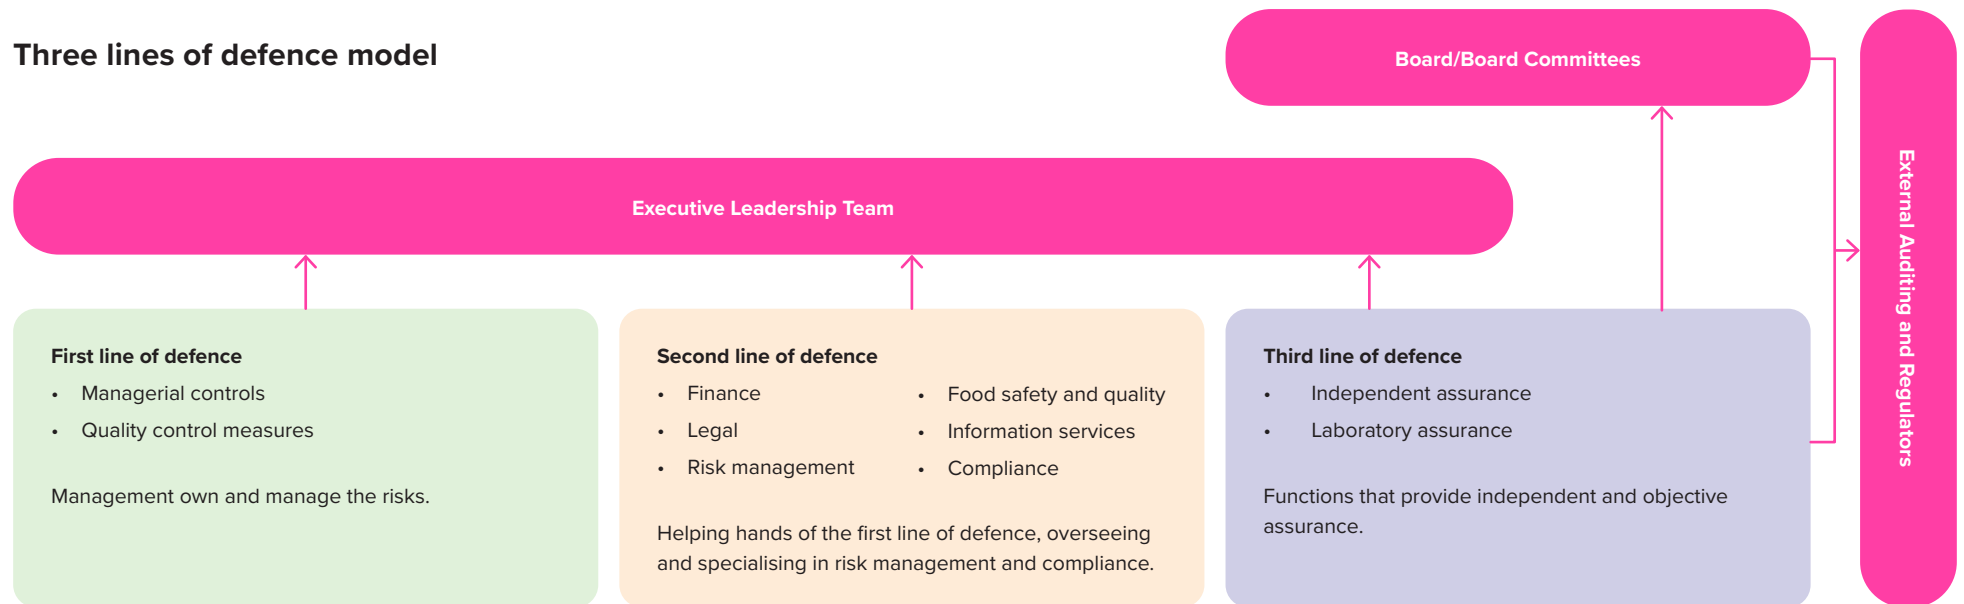 Three lines of defence model
Board/Board Committees
Executive Leadership Team
External Auditing and Regulators
First line of defence
• Managerial controls
• Quality control measures
Management own and manage the risks.
Second line of defence
• Finance
• Legal
• Risk management
• Food safety and quality
• Information services
• Compliance
Helping hands of the first line of defence, overseeing
and specialising in risk management and compliance.
Third line of defence
• Independent assurance
• Laboratory assurance
Functions that provide independent and objective
assurance.